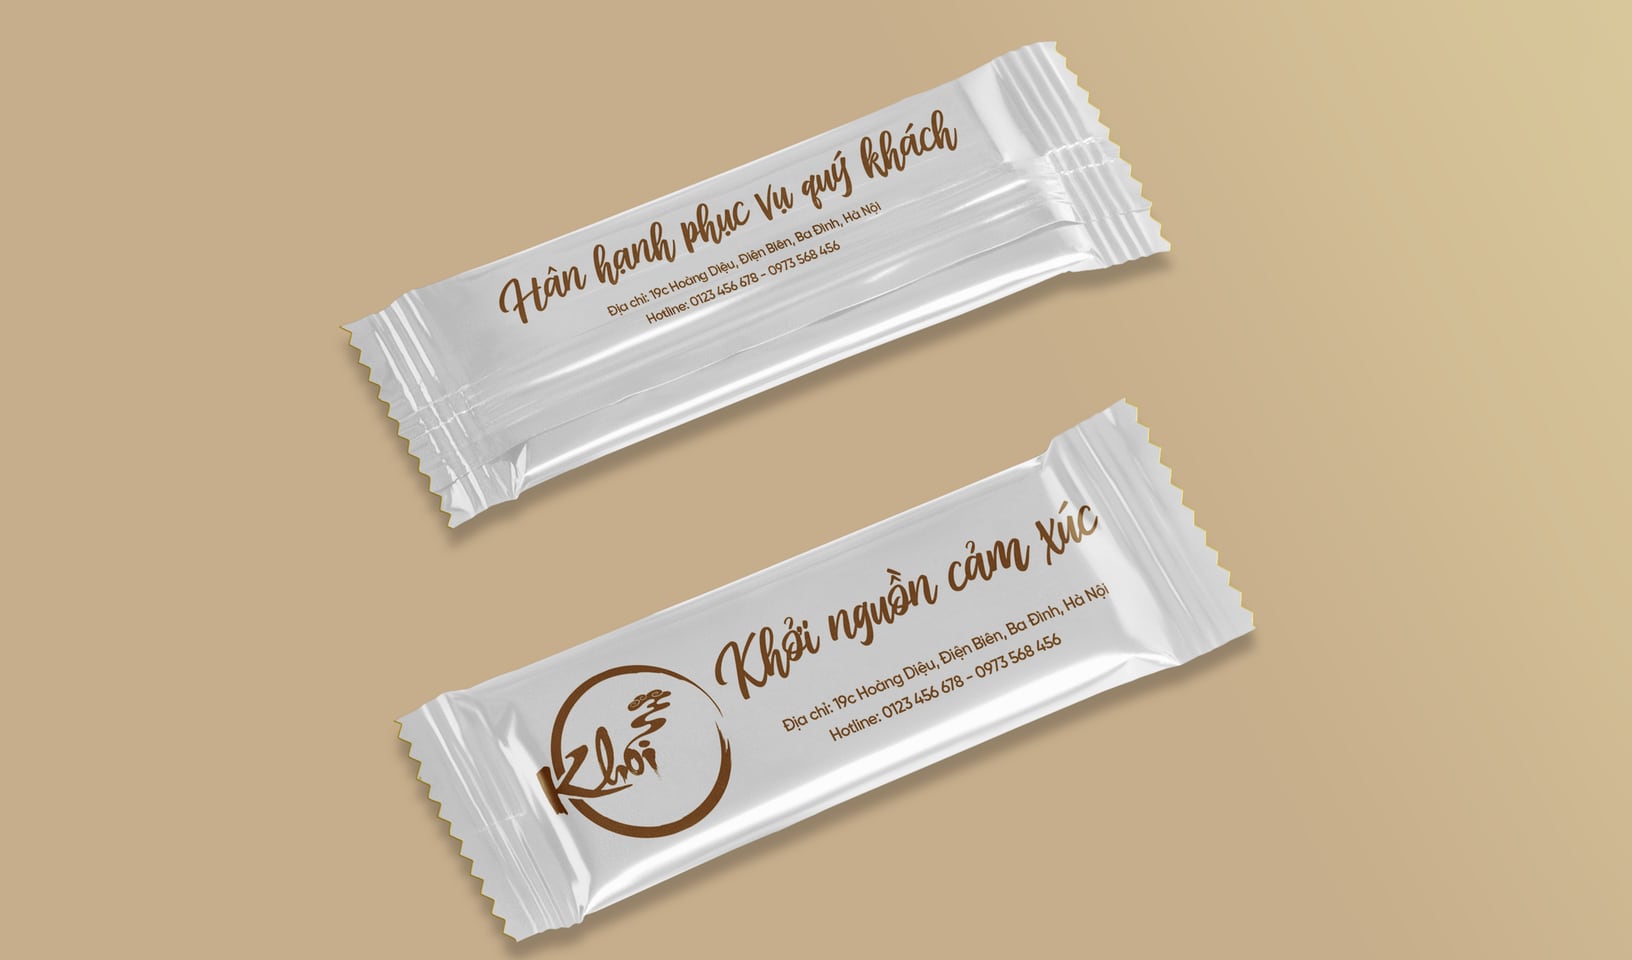 Hân hạnh phục vụ quý khách
Địa chỉ: 19c Hoàng Diệu, Điện Biên, Ba Đình, Hà Nội
Hotline: 0123 456 678 - 0973 568 456
Khởi nguồn cảm xúc
Địa chỉ: 19c Hoàng Diệu, Điện Biên, Ba Đình, Hà Nội
Hotline: 0123 456 678 - 0973 568 456
Khơi